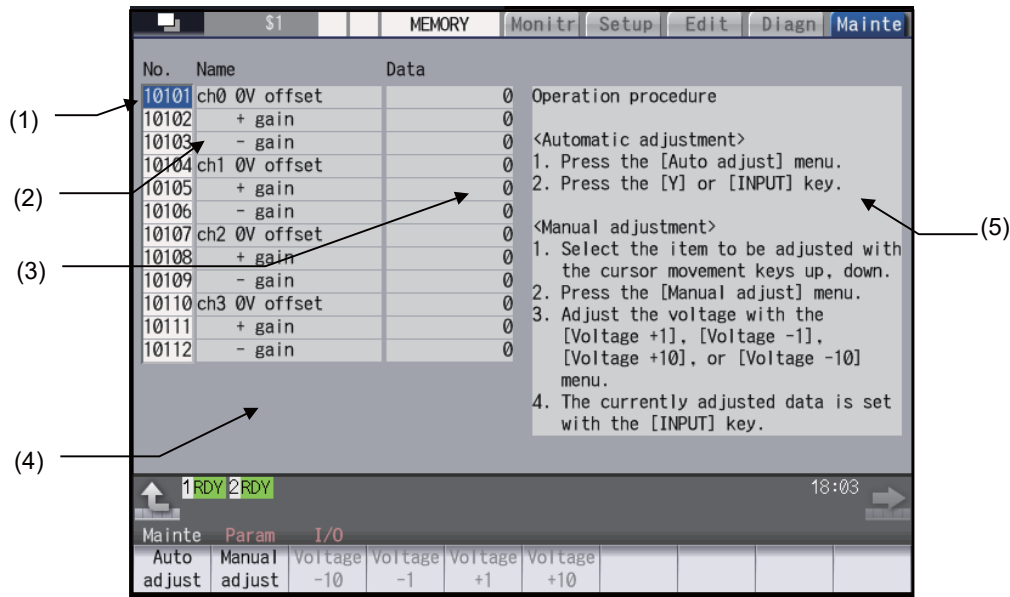 $1 MEMORY Monitr Setup Edit Diagn Mainte
No. Name Data
10101 ch0 0V offset 0
10102 + gain 0
10103 - gain 0
10104 ch1 0V offset 0
10105 + gain 0
10106 - gain 0
10107 ch2 0V offset 0
10108 + gain 0
10109 - gain 0
10110 ch3 0V offset 0
10111 + gain 0
10112 - gain 0
Operation procedure
<Automatic adjustment>
1. Press the [Auto adjust] menu.
2. Press the [Y] or [INPUT] key.
<Manual adjustment>
1. Select the item to be adjusted with
the cursor movement keys up, down.
2. Press the [Manual adjust] menu.
3. Adjust the voltage with the
[Voltage +1], [Voltage -1],
[Voltage +10], or [Voltage -10]
menu.
4. The currently adjusted data is set
with the [INPUT] key.
(1)
(2)
(3)
(4)
(5)
1 RDY 2 RDY 18:03
Mainte Param I/O
Auto adjust
Manual adjust
Voltage -10
Voltage -1
Voltage +1
Voltage +10